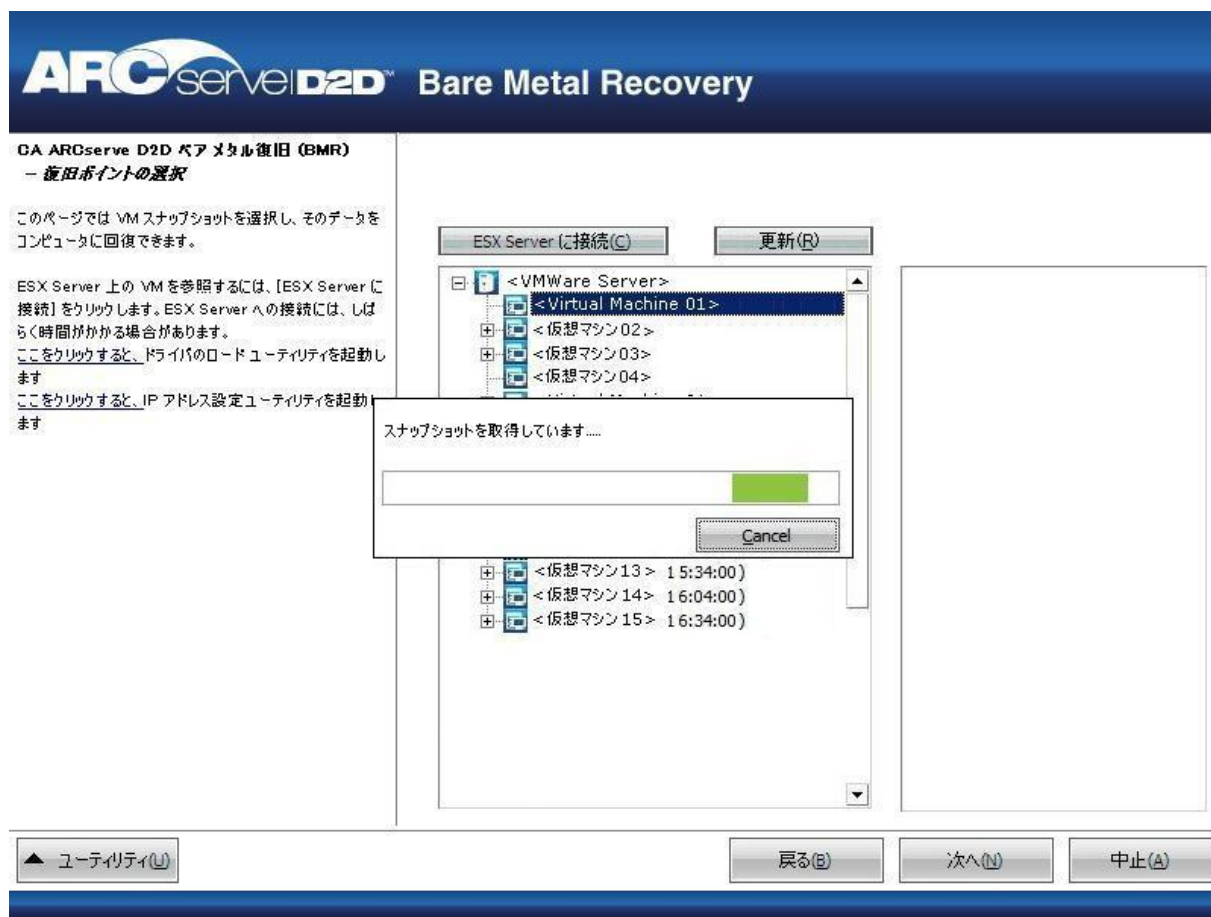 ARCserve D2D™ Bare Metal Recovery
CA ARCserve D2D ベア メタル復旧 (BMR)
– 復旧ポイントの選択
このページでは VM スナップショットを選択し、そのデータを
コンピュータに回復できます。
ESX Server 上の VM を参照するには、[ESX Server に
接続] をクリックします。ESX Server への接続には、しば
らく時間がかかる場合があります。
ここをクリックすると、ドライバのロード ユーティリティを起動し
ます
ここをクリックすると、IP アドレス設定ユーティリティを起動し
ます
ESX Server に接続(C)
更新(R)
<VMWare Server>
<Virtual Machine 01>
<仮想マシン02>
<仮想マシン03>
<仮想マシン04>
スナップショットを取得しています.....
Cancel
<仮想マシン13> 15:34:00)
<仮想マシン14> 16:04:00)
<仮想マシン15> 16:34:00)
ユーティリティ(U)
戻る(B)
次へ(N)
中止(A)